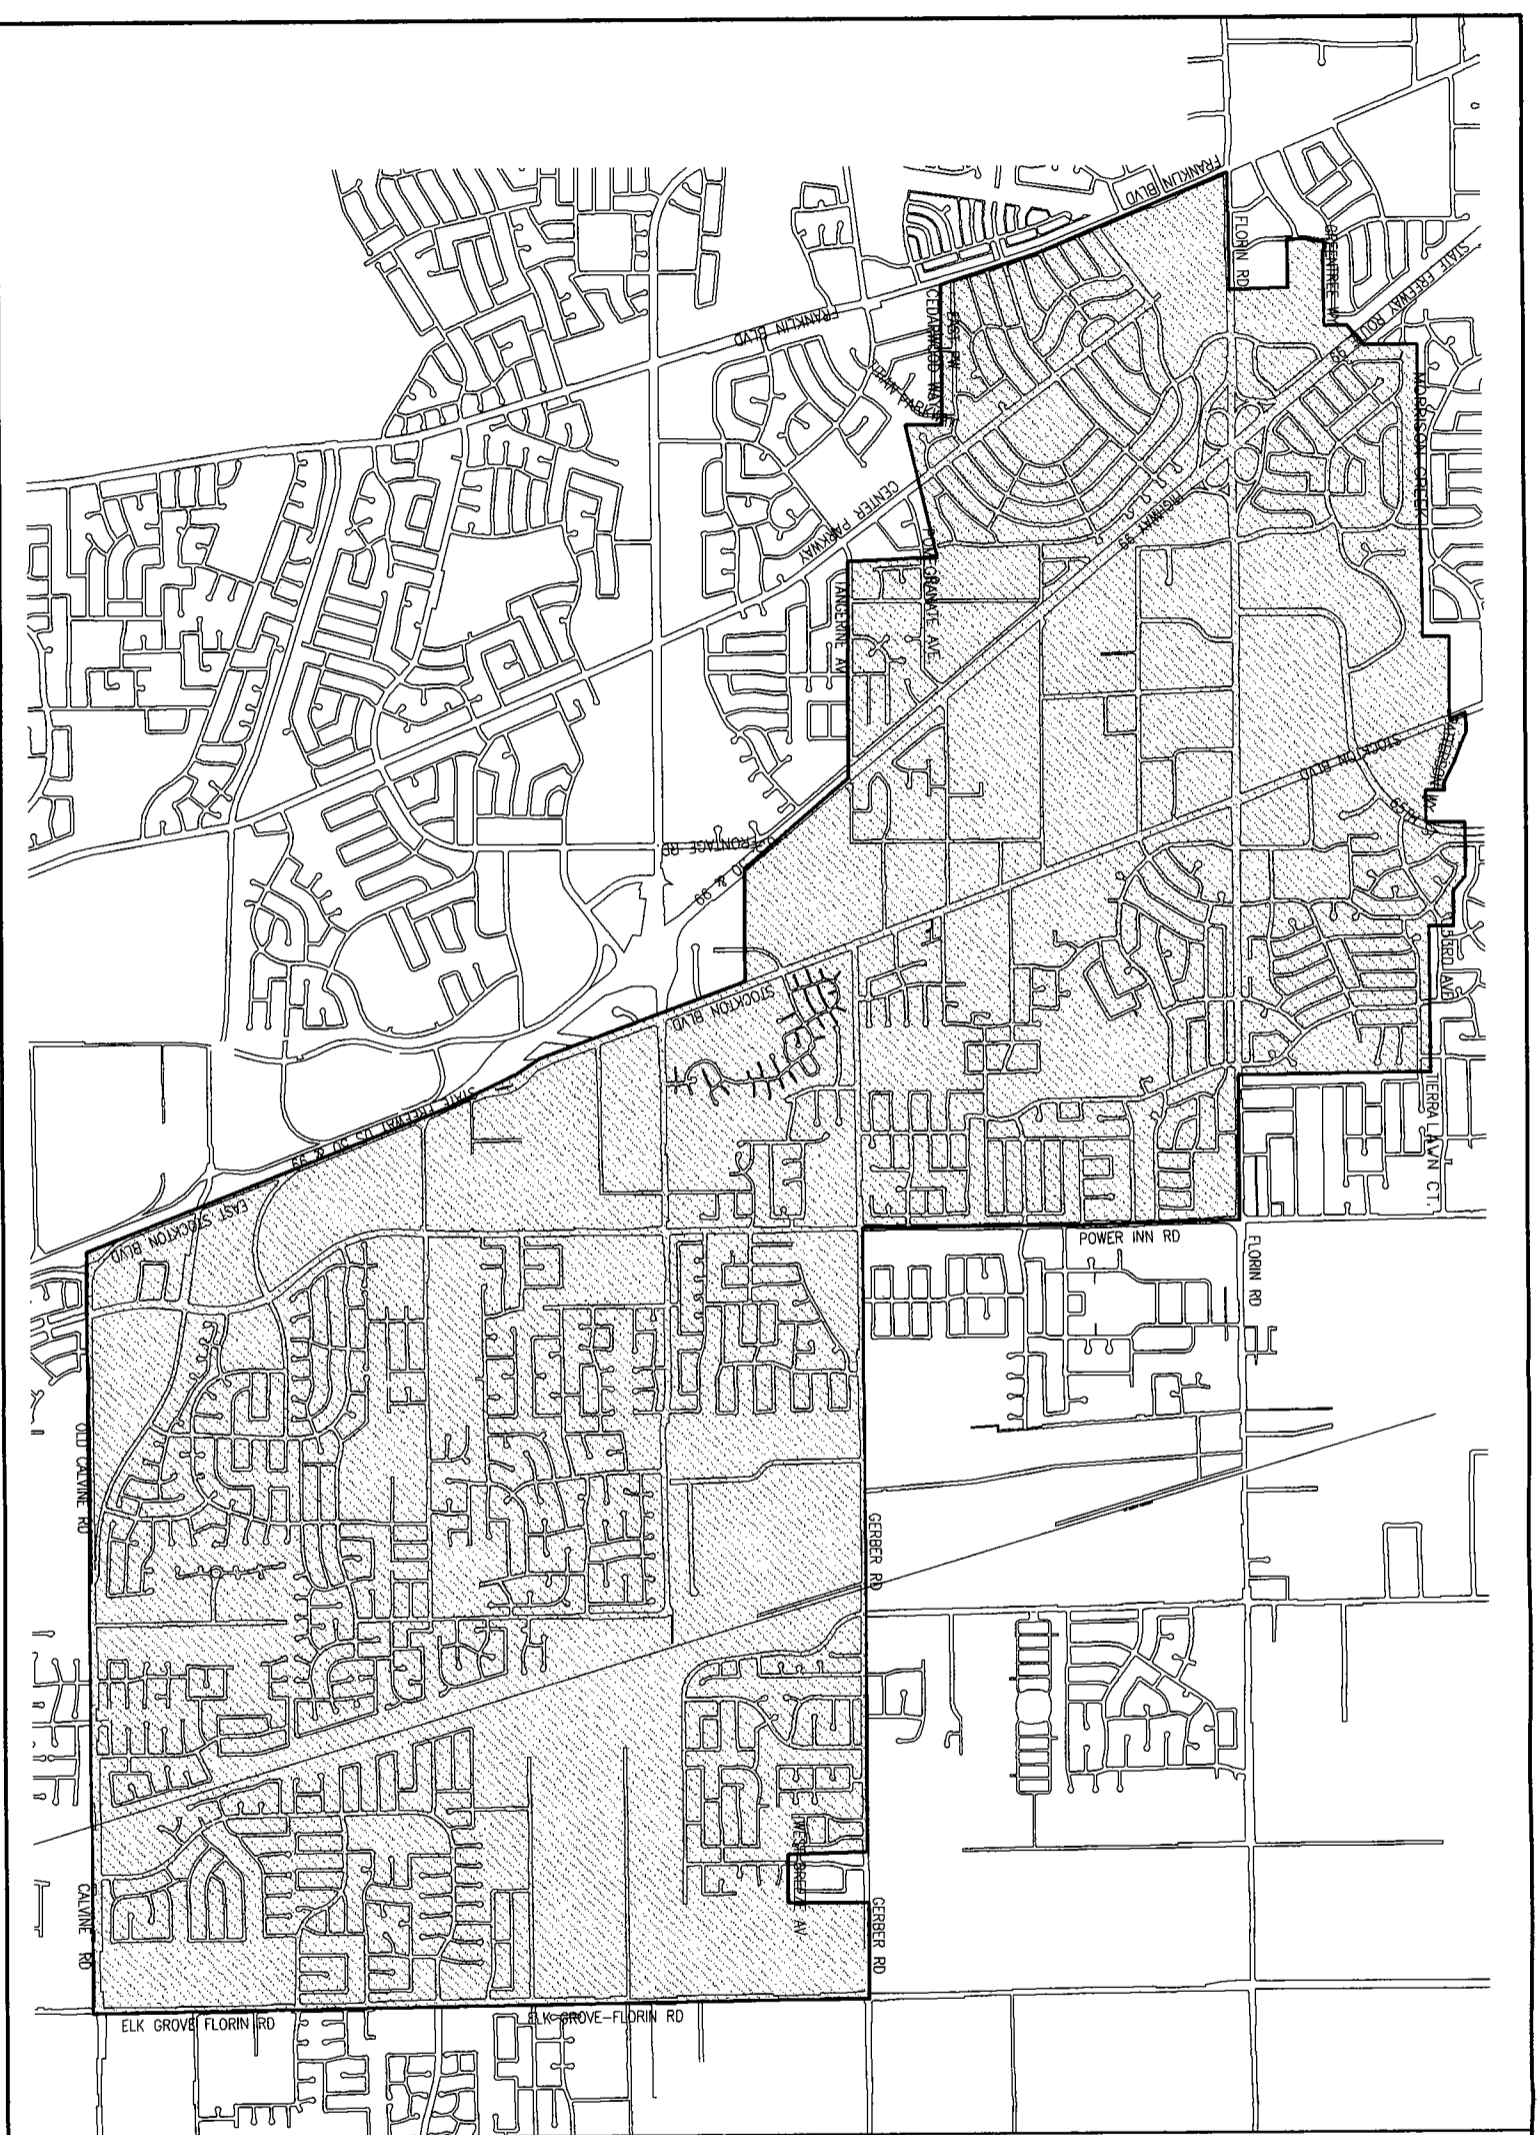 FRANKLIN BLVD
FLORIN RD
GREENTREE WY
STATE FREEWAY ROUTE 99
MORRISON CREEK
CEDARWOOD WAY
FRANKLIN BLVD
CENTER PARKWAY
HIGHWAY 99
POMEGRANATE AVE
TANGERINE AV
STOCKTON BLVD
65TH
FRONTAGE RD
& 99
53RD AVE
STOCKTON BLVD
TIERRA LAWN CT.
STATE FREEWAY US 50 & 99
EAST STOCKTON BLVD
POWER INN RD
FLORIN RD
OLD CALVINE RD
GERBER RD
CALVINE RD
GERBER RD
ELK GROVE FLORIN RD
ELK GROVE-FLORIN RD